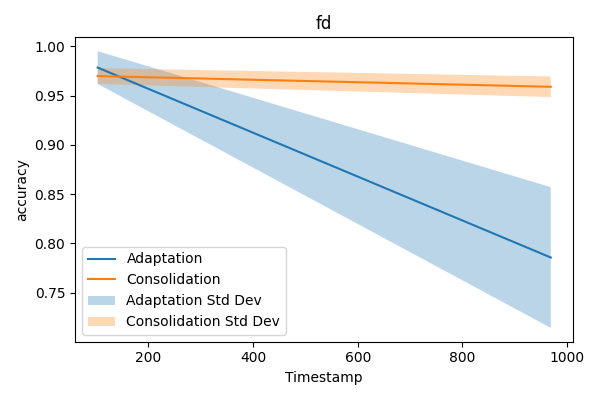 fd
1.00
0.95
0.90
0.85
0.80
0.75
accuracy
Adaptation
Consolidation
Adaptation Std Dev
Consolidation Std Dev
200
400
600
800
1000
Timestamp